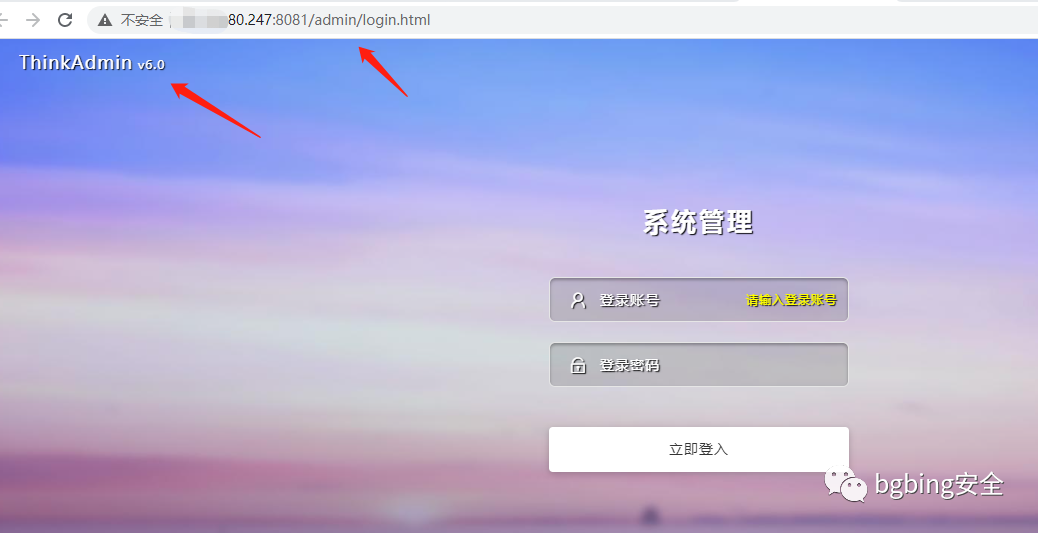 不安全 80.247:8081/admin/login.html
ThinkAdmin v6.0
系统管理
登录账号 请输入登录账号
登录密码
立即登入
bgbing安全